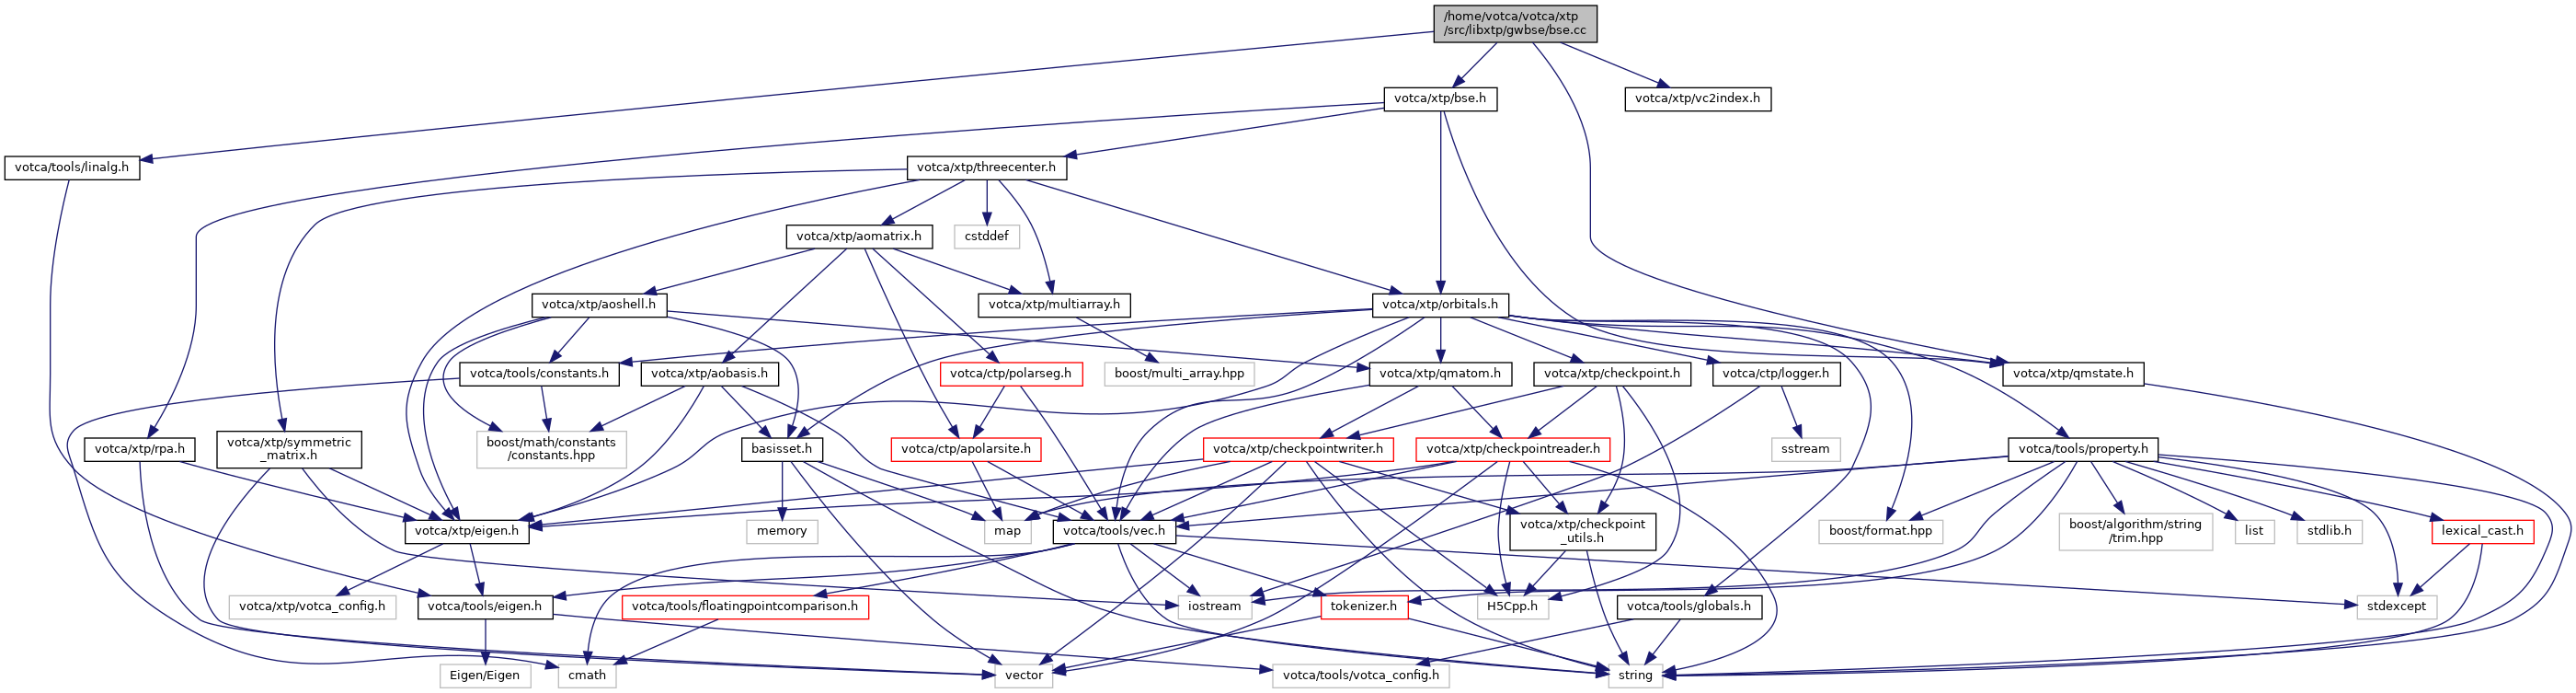 /home/votca/votca/xtp
/src/libxtp/gwbse/bse.cc
votca/xtp/bse.h
votca/xtp/vc2index.h
votca/tools/linalg.h
votca/xtp/threecenter.h
votca/xtp/aomatrix.h
cstddef
votca/xtp/aoshell.h
votca/xtp/multiarray.h
votca/xtp/orbitals.h
votca/tools/constants.h
votca/xtp/aobasis.h
votca/ctp/polarseg.h
boost/multi_array.hpp
votca/xtp/qmatom.h
votca/xtp/checkpoint.h
votca/ctp/logger.h
votca/xtp/qmstate.h
votca/xtp/rpa.h
votca/xtp/symmetric
_matrix.h
boost/math/constants
/constants.hpp
basisset.h
votca/ctp/apolarsite.h
votca/xtp/checkpointwriter.h
votca/xtp/checkpointreader.h
sstream
votca/tools/property.h
votca/xtp/eigen.h
memory
map
votca/tools/vec.h
votca/xtp/checkpoint
_utils.h
boost/format.hpp
boost/algorithm/string
/trim.hpp
list
stdlib.h
lexical_cast.h
votca/xtp/votca_config.h
votca/tools/eigen.h
votca/tools/floatingpointcomparison.h
iostream
tokenizer.h
H5Cpp.h
votca/tools/globals.h
stdexcept
Eigen/Eigen
cmath
vector
votca/tools/votca_config.h
string